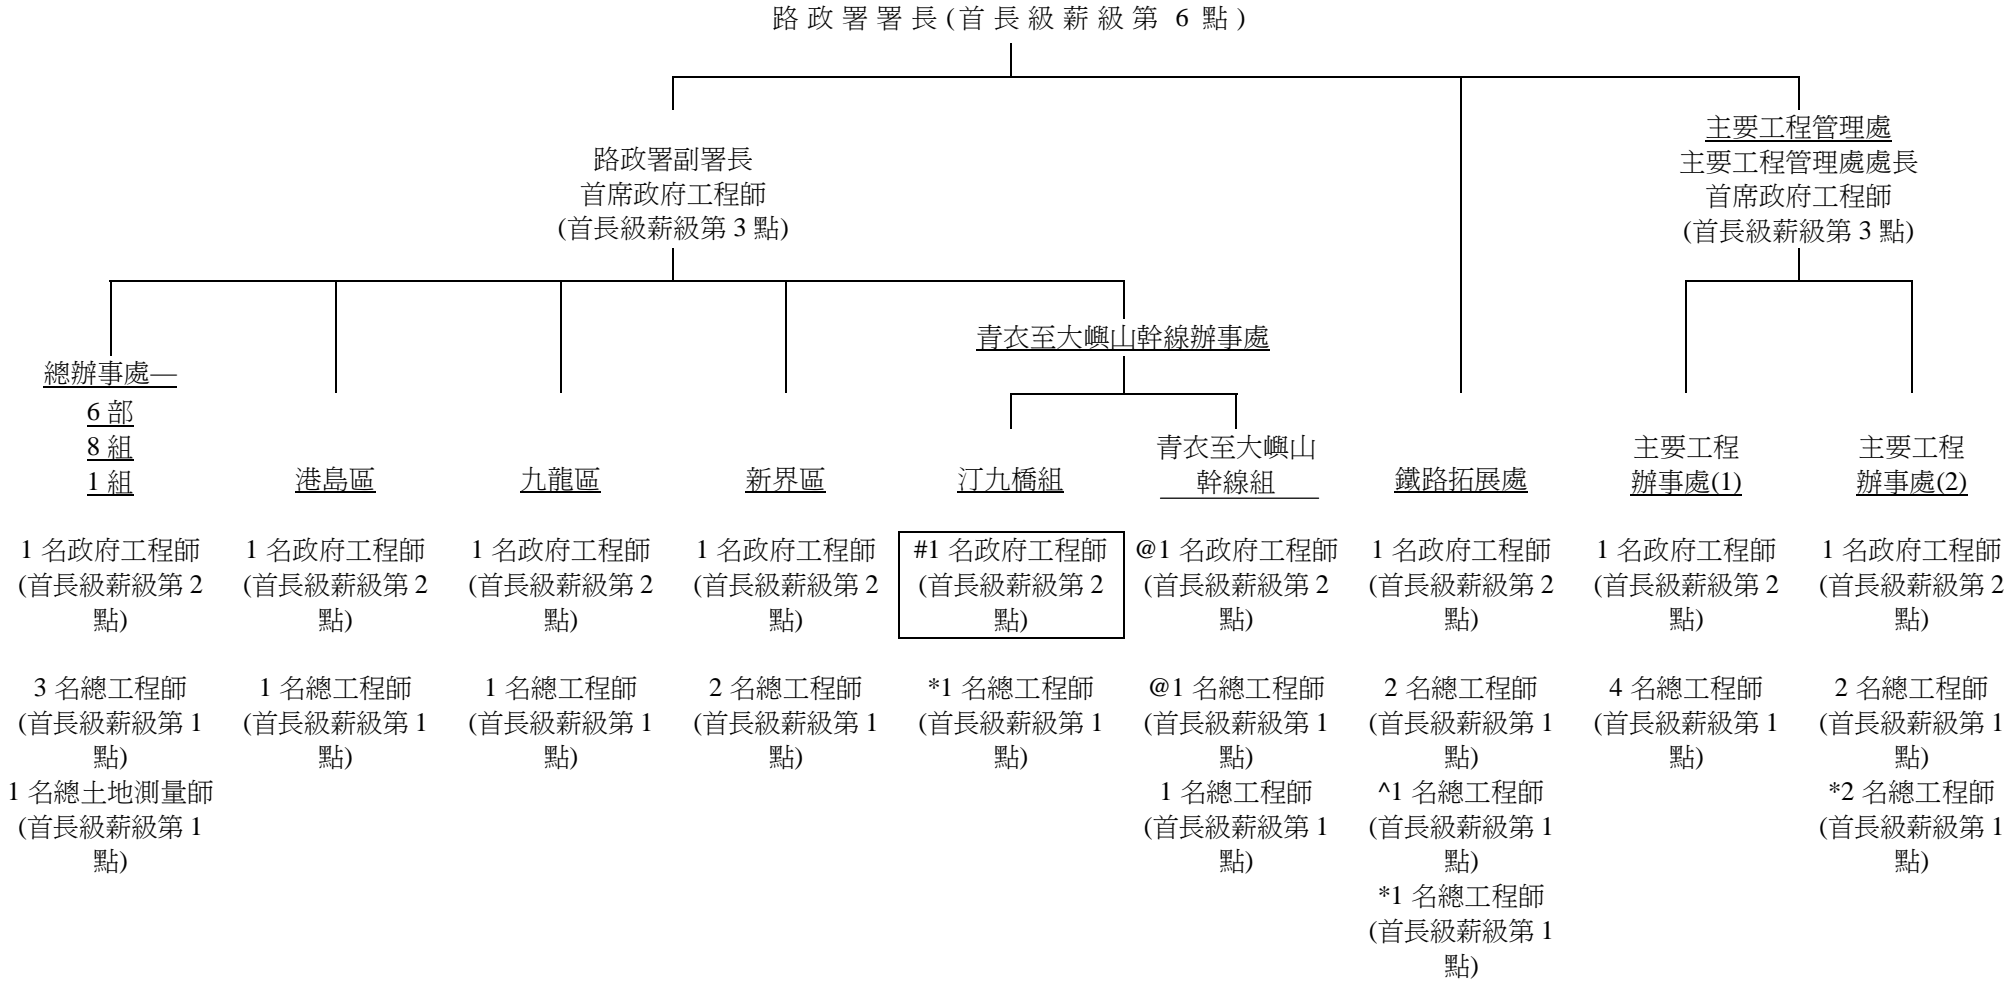 路政署署長(首長級薪級第 6 點)
路政署副署長
首席政府工程師
(首長級薪級第 3 點)
主要工程管理處
主要工程管理處處長
首席政府工程師
(首長級薪級第 3 點)
青衣至大嶼山幹線辦事處
總辦事處—
6 部
8 組
1 組
港島區
九龍區
新界區
汀九橋組
青衣至大嶼山
幹線組
鐵路拓展處
主要工程
辦事處(1)
主要工程
辦事處(2)
1 名政府工程師
(首長級薪級第 2
點)
1 名政府工程師
(首長級薪級第 2
點)
1 名政府工程師
(首長級薪級第 2
點)
1 名政府工程師
(首長級薪級第 2
點)
#1 名政府工程師
(首長級薪級第 2
點)
@1 名政府工程師
(首長級薪級第 2
點)
1 名政府工程師
(首長級薪級第 2
點)
1 名政府工程師
(首長級薪級第 2
點)
1 名政府工程師
(首長級薪級第 2
點)
3 名總工程師
(首長級薪級第 1
點)
1 名總土地測量師
(首長級薪級第 1
點)
1 名總工程師
(首長級薪級第 1
點)
1 名總工程師
(首長級薪級第 1
點)
2 名總工程師
(首長級薪級第 1
點)
*1 名總工程師
(首長級薪級第 1
點)
@1 名總工程師
(首長級薪級第 1
點)
1 名總工程師
(首長級薪級第 1
點)
2 名總工程師
(首長級薪級第 1
點)
^1 名總工程師
(首長級薪級第 1
點)
*1 名總工程師
(首長級薪級第 1
點)
4 名總工程師
(首長級薪級第 1
點)
2 名總工程師
(首長級薪級第 1
點)
*2 名總工程師
(首長級薪級第 1
點)